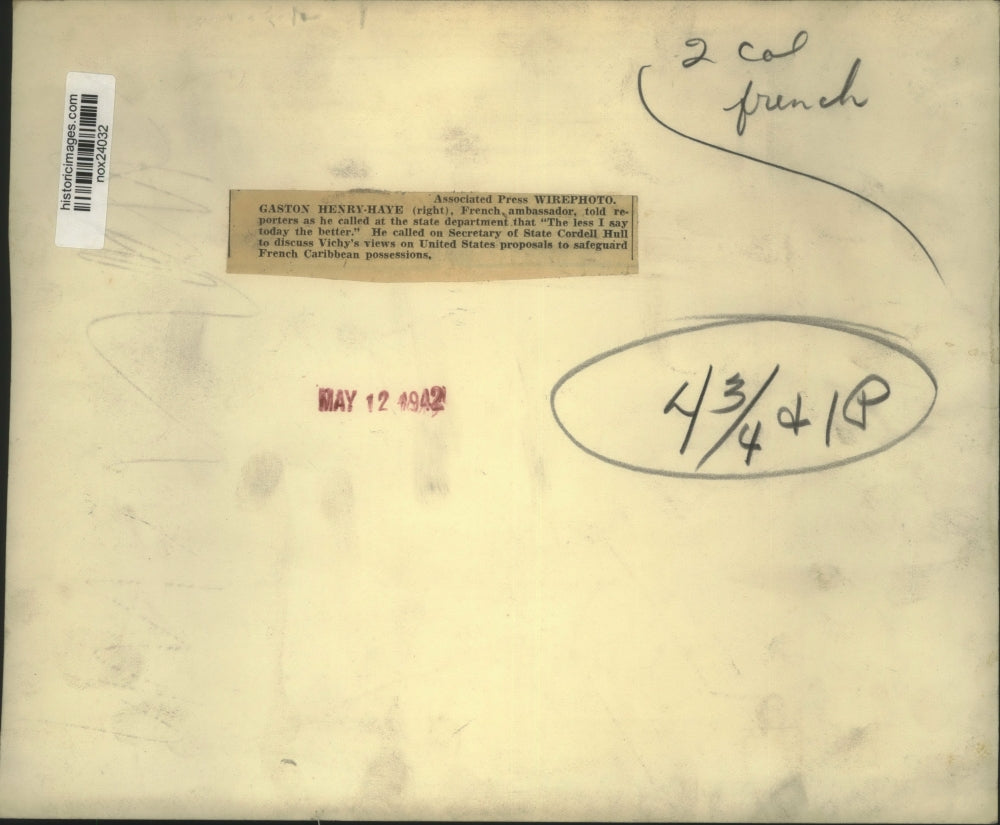 2 col
french
historicimages.com
nox24032
Associated Press WIREPHOTO.
GASTON HENRY-HAYE (right), French ambassador, told re-
porters as he called at the state department that "The less I say
today the better." He called on Secretary of State Cordell Hull
to discuss Vichy's views on United States proposals to safeguard
French Caribbean possessions.
MAY 12 1942
4 3/4